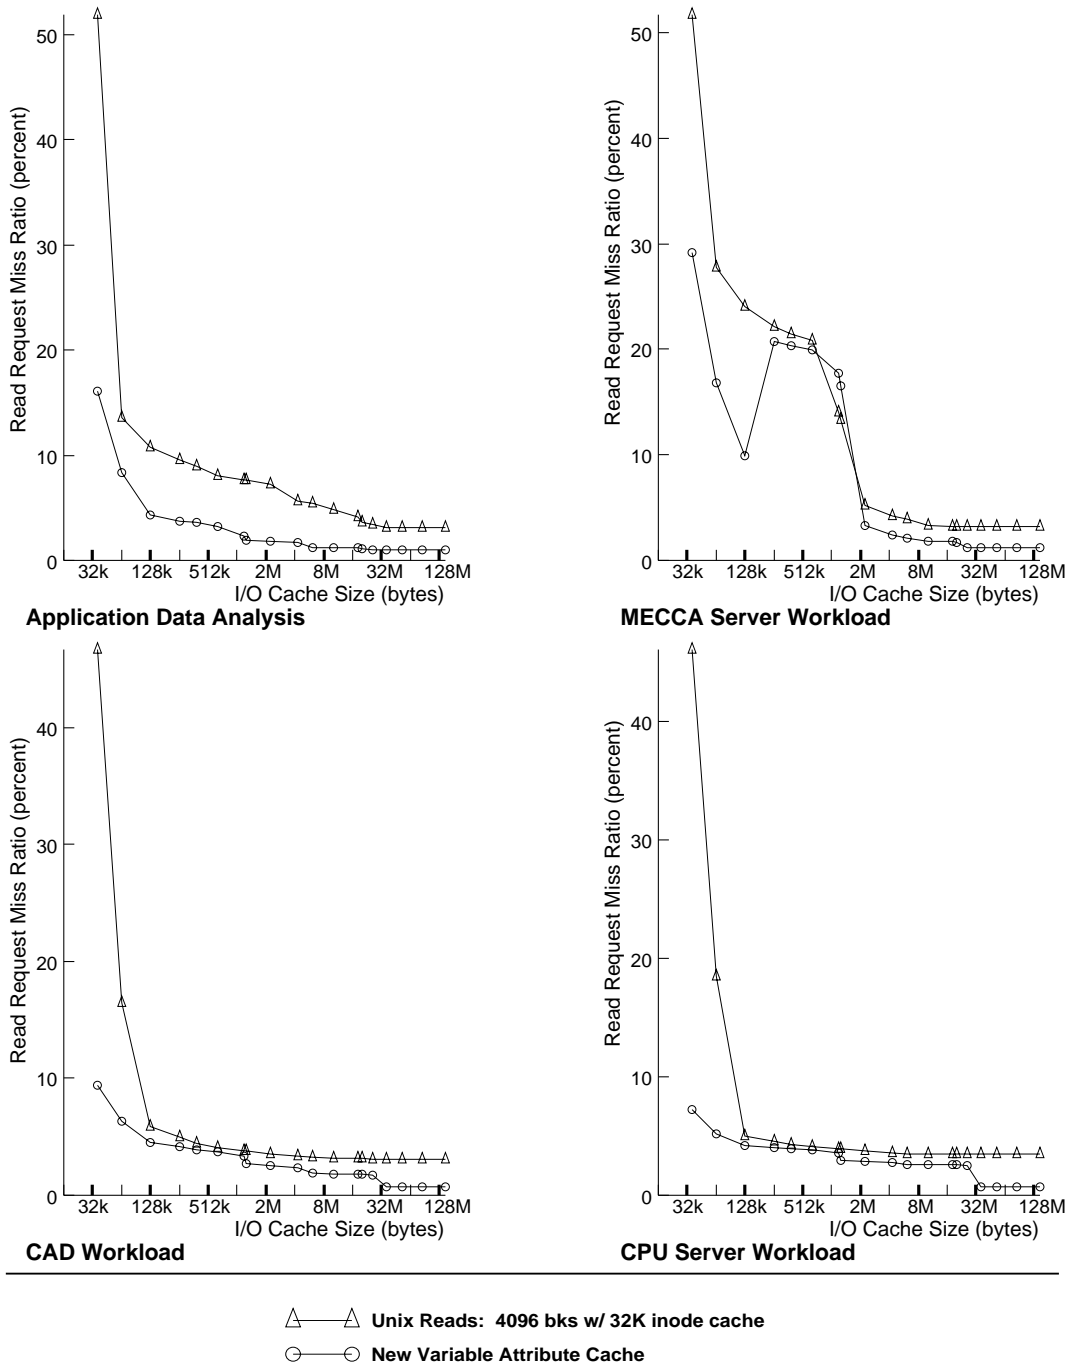 50
40
30
20
10
0
Read Request Miss Ratio (percent)
32k 128k 512k 2M 8M 32M 128M
I/O Cache Size (bytes)
Application Data Analysis
50
40
30
20
10
0
Read Request Miss Ratio (percent)
32k 128k 512k 2M 8M 32M 128M
I/O Cache Size (bytes)
MECCA Server Workload
40
30
20
10
0
Read Request Miss Ratio (percent)
32k 128k 512k 2M 8M 32M 128M
I/O Cache Size (bytes)
CAD Workload
40
30
20
10
0
Read Request Miss Ratio (percent)
32k 128k 512k 2M 8M 32M 128M
I/O Cache Size (bytes)
CPU Server Workload
Unix Reads: 4096 bks w/ 32K inode cache
New Variable Attribute Cache